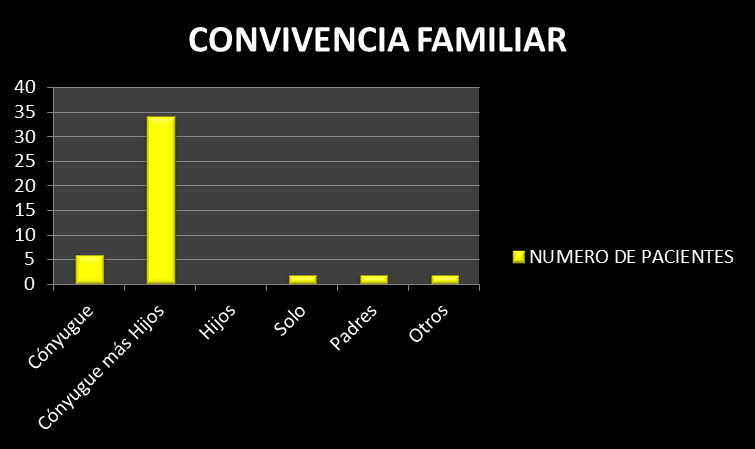 CONVIVENCIA FAMILIAR
40
35
30
25
20
15
10
5
0
Cónyugue
Cónyugue más Hijos
Hijos
Solo
Padres
Otros
NUMERO DE PACIENTES